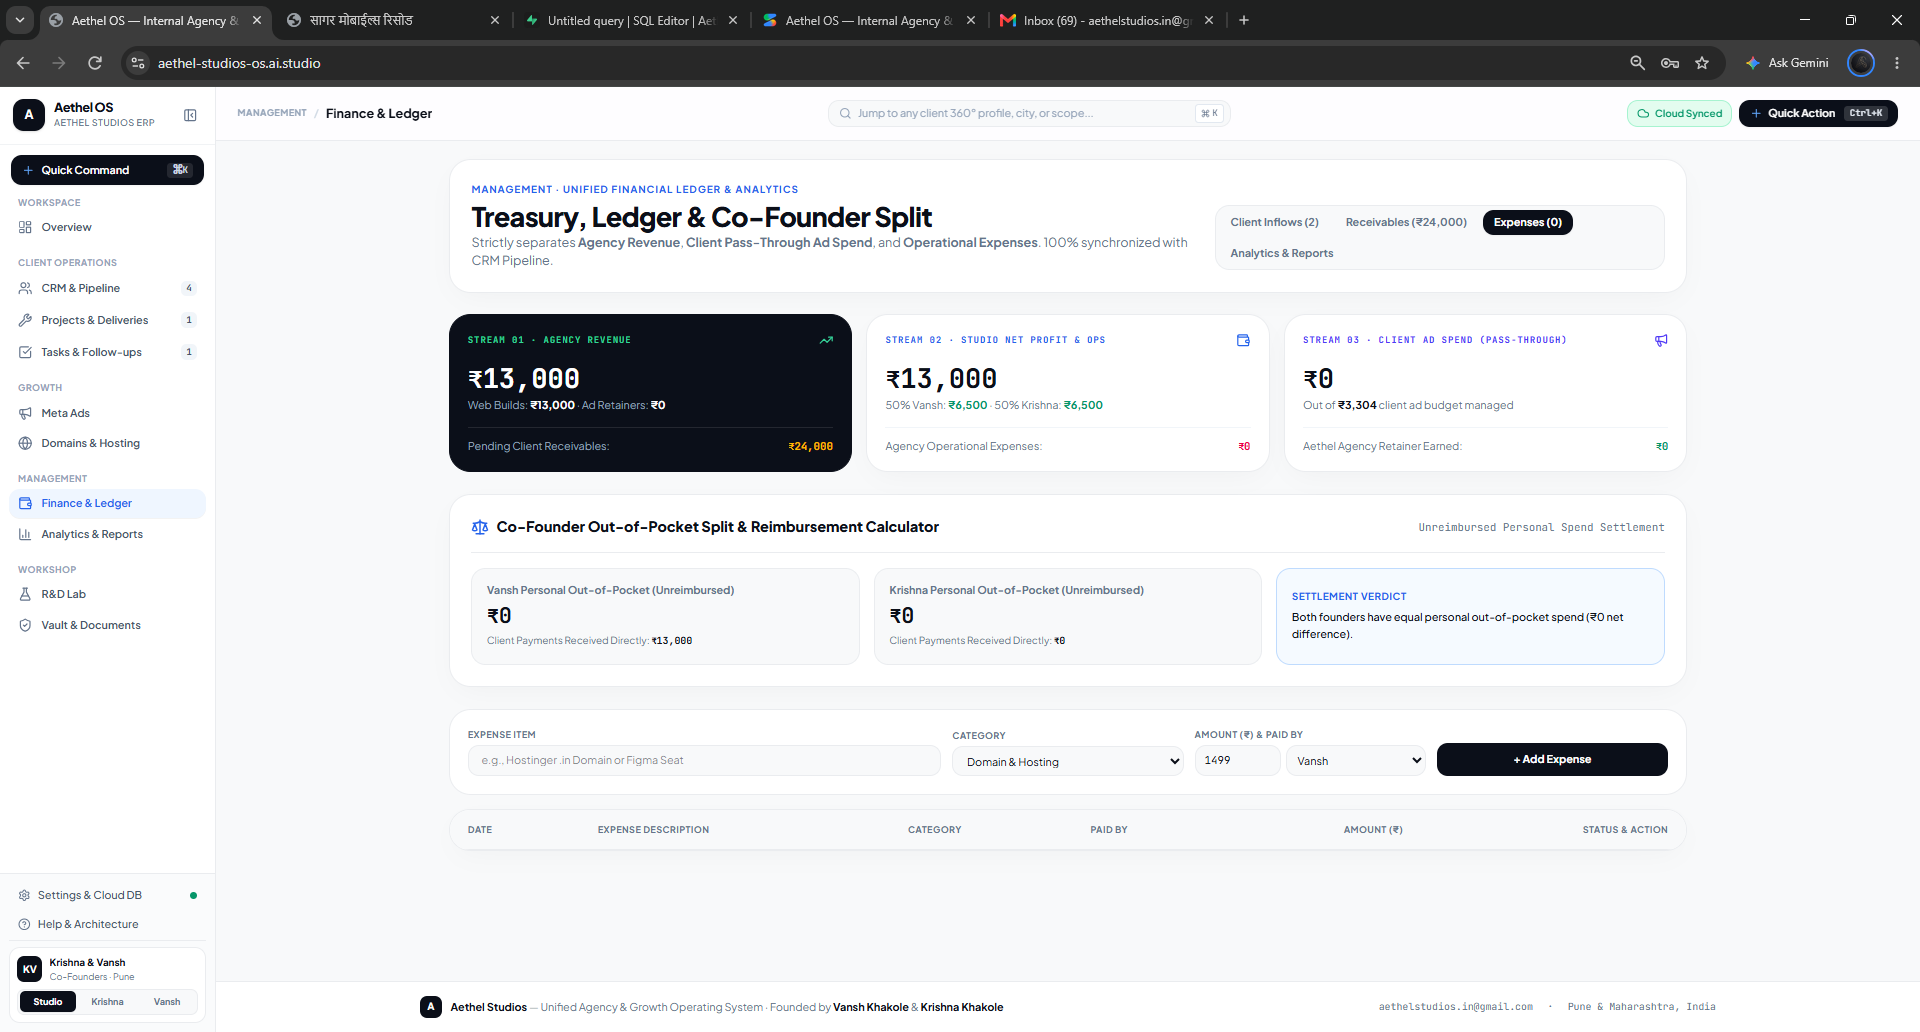 Aethel OS — Internal Agency &
सागर मोबाईल्स रिसोड
Untitled query | SQL Editor | Aet
Aethel OS — Internal Agency &
Inbox (69) - aethelstudios.in@g
aethel-studios-os.ai.studio
Ask Gemini
A
Aethel OS
AETHEL STUDIOS ERP
MANAGEMENT / Finance & Ledger
Jump to any client 360° profile, city, or scope...
⌘ K
Cloud Synced
+ Quick Action Ctrl+K
+ Quick Command ⌘K
WORKSPACE
Overview
CLIENT OPERATIONS
CRM & Pipeline 4
Projects & Deliveries 1
Tasks & Follow-ups 1
GROWTH
Meta Ads
Domains & Hosting
MANAGEMENT
Finance & Ledger
Analytics & Reports
WORKSHOP
R&D Lab
Vault & Documents
Settings & Cloud DB
Help & Architecture
KV
Krishna & Vansh
Co-Founders · Pune
Studio Krishna Vansh
MANAGEMENT · UNIFIED FINANCIAL LEDGER & ANALYTICS
Treasury, Ledger & Co-Founder Split
Strictly separates Agency Revenue, Client Pass-Through Ad Spend, and Operational Expenses. 100% synchronized with
CRM Pipeline.
Client Inflows (2) Receivables (₹24,000) Expenses (0)
Analytics & Reports
STREAM 01 · AGENCY REVENUE
₹13,000
Web Builds: ₹13,000 · Ad Retainers: ₹0
Pending Client Receivables: ₹24,000
STREAM 02 · STUDIO NET PROFIT & OPS
₹13,000
50% Vansh: ₹6,500 · 50% Krishna: ₹6,500
Agency Operational Expenses: ₹0
STREAM 03 · CLIENT AD SPEND (PASS-THROUGH)
₹0
Out of ₹3,304 client ad budget managed
Aethel Agency Retainer Earned: ₹0
Co-Founder Out-of-Pocket Split & Reimbursement Calculator
Unreimbursed Personal Spend Settlement
Vansh Personal Out-of-Pocket (Unreimbursed)
₹0
Client Payments Received Directly: ₹13,000
Krishna Personal Out-of-Pocket (Unreimbursed)
₹0
Client Payments Received Directly: ₹0
SETTLEMENT VERDICT
Both founders have equal personal out-of-pocket spend (₹0 net
difference).
EXPENSE ITEM
e.g., Hostinger .in Domain or Figma Seat
CATEGORY
Domain & Hosting
AMOUNT (₹) & PAID BY
1499
Vansh
+ Add Expense
DATE EXPENSE DESCRIPTION CATEGORY PAID BY AMOUNT (₹) STATUS & ACTION
A
Aethel Studios — Unified Agency & Growth Operating System · Founded by Vansh Khakole & Krishna Khakole
aethelstudios.in@gmail.com · Pune & Maharashtra, India